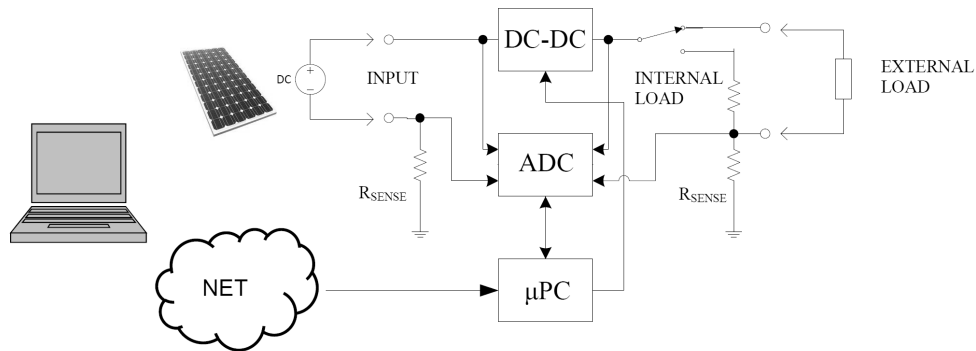 DC-DC
DC
INPUT
INTERNAL
LOAD
EXTERNAL
LOAD
ADC
RSENSE
RSENSE
NET
μPC